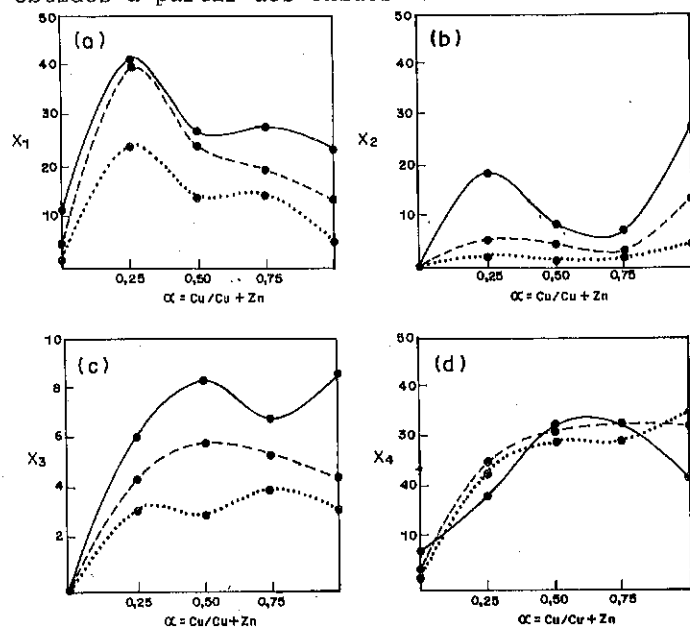 a partir dos
(a)
50
40
30
20
10
X1
0,25 0,50 0,75
α = Cu/Cu + Zn
(b)
50
40
30
20
10
X2
0,25 0,50 0,75
α = Cu/Cu + Zn
(c)
10
8
6
4
2
X3
0,25 0,50 0,75
α = Cu/Cu + Zn
(d)
50
40
30
40
10
X4
0,25 0,50 0,75
α = Cu/Cu + Zn